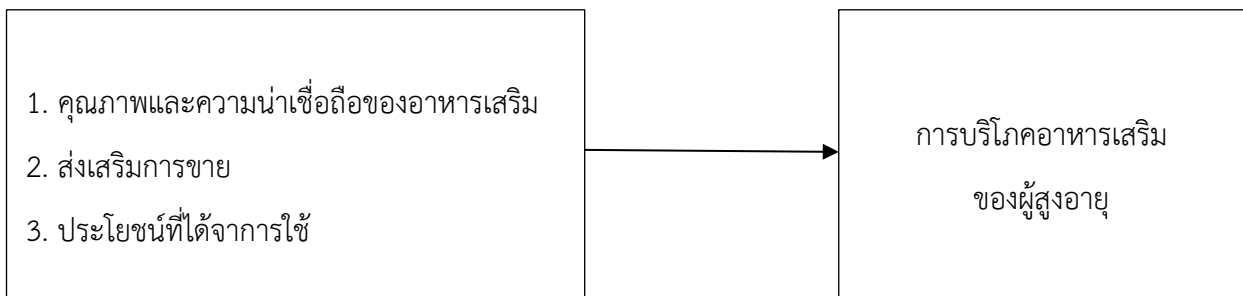 1. คุณภาพและความน่าเชื่อถือของอาหารเสริม
2. ส่งเสริมการขาย
3. ประโยชน์ที่ได้จาการใช้
การบริโภคอาหารเสริม
ของผู้สูงอายุ